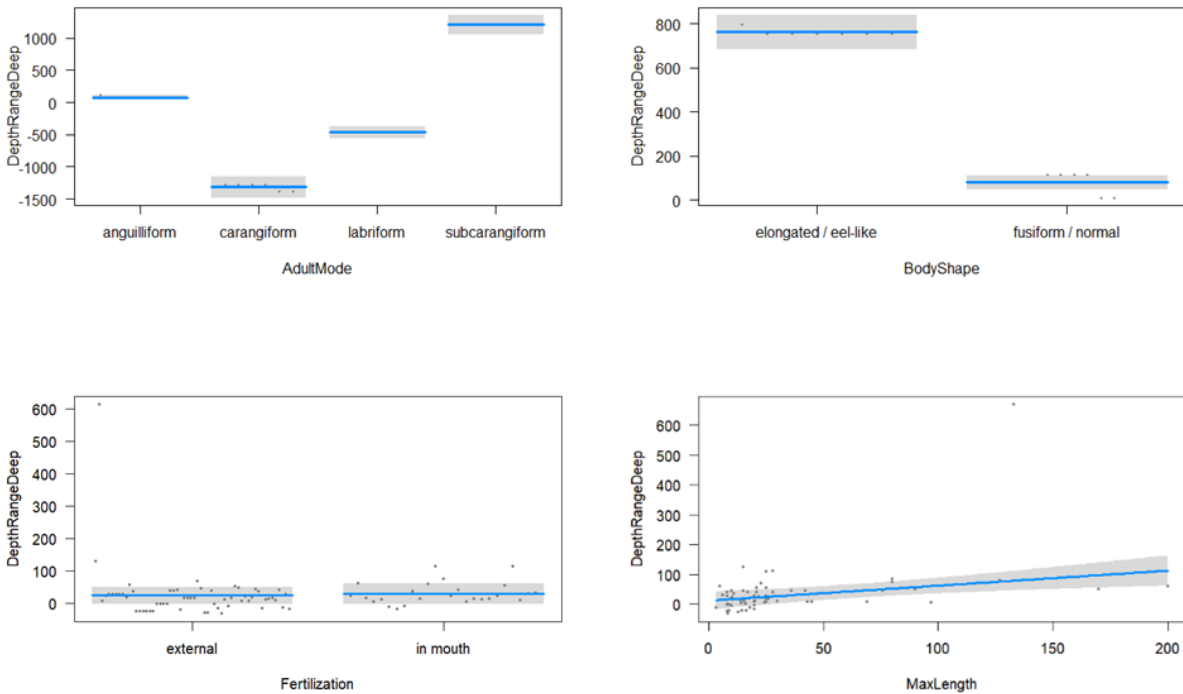 DepthRangeDeep
1000
500
0
-500
-1000
-1500
anguilliform carangiform labriform subcarangiform
AdultMode
DepthRangeDeep
800
600
400
200
0
elongated / eel-like fusiform / normal
BodyShape
DepthRangeDeep
600
500
400
300
200
100
0
external in mouth
Fertilization
DepthRangeDeep
600
500
400
300
200
100
0
0 50 100 150 200
MaxLength